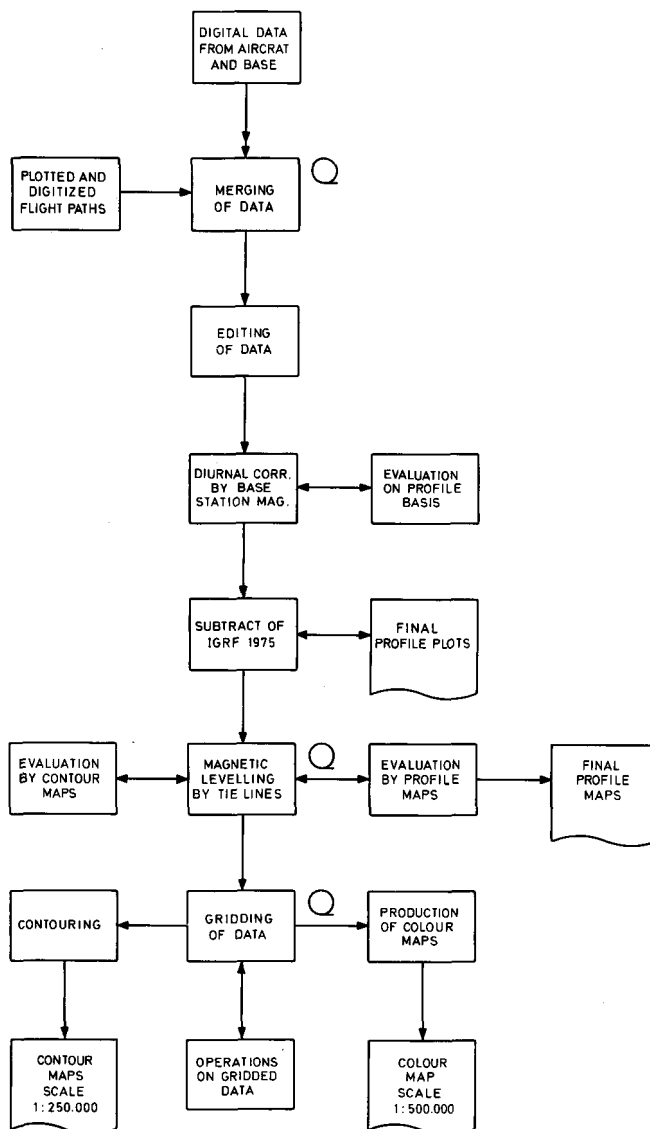 DIGITAL DATA
FROM AIRCRAT
AND BASE
PLOTTED AND
DIGITIZED
FLIGHT PATHS
MERGING
OF DATA
EDITING
OF DATA
DIURNAL CORR.
BY BASE
STATION MAG.
EVALUATION
ON PROFILE
BASIS
SUBTRACT OF
IGRF 1975
FINAL
PROFILE PLOTS
EVALUATION
BY CONTOUR
MAPS
MAGNETIC
LEVELLING
BY TIE LINES
EVALUATION
BY PROFILE
MAPS
FINAL
PROFILE
MAPS
CONTOURING
GRIDDING
OF DATA
PRODUCTION
OF COLOUR
MAPS
CONTOUR
MAPS
SCALE
1:250.000
OPERATIONS
ON GRIDDED
DATA
COLOUR
MAP
SCALE
1:500.000